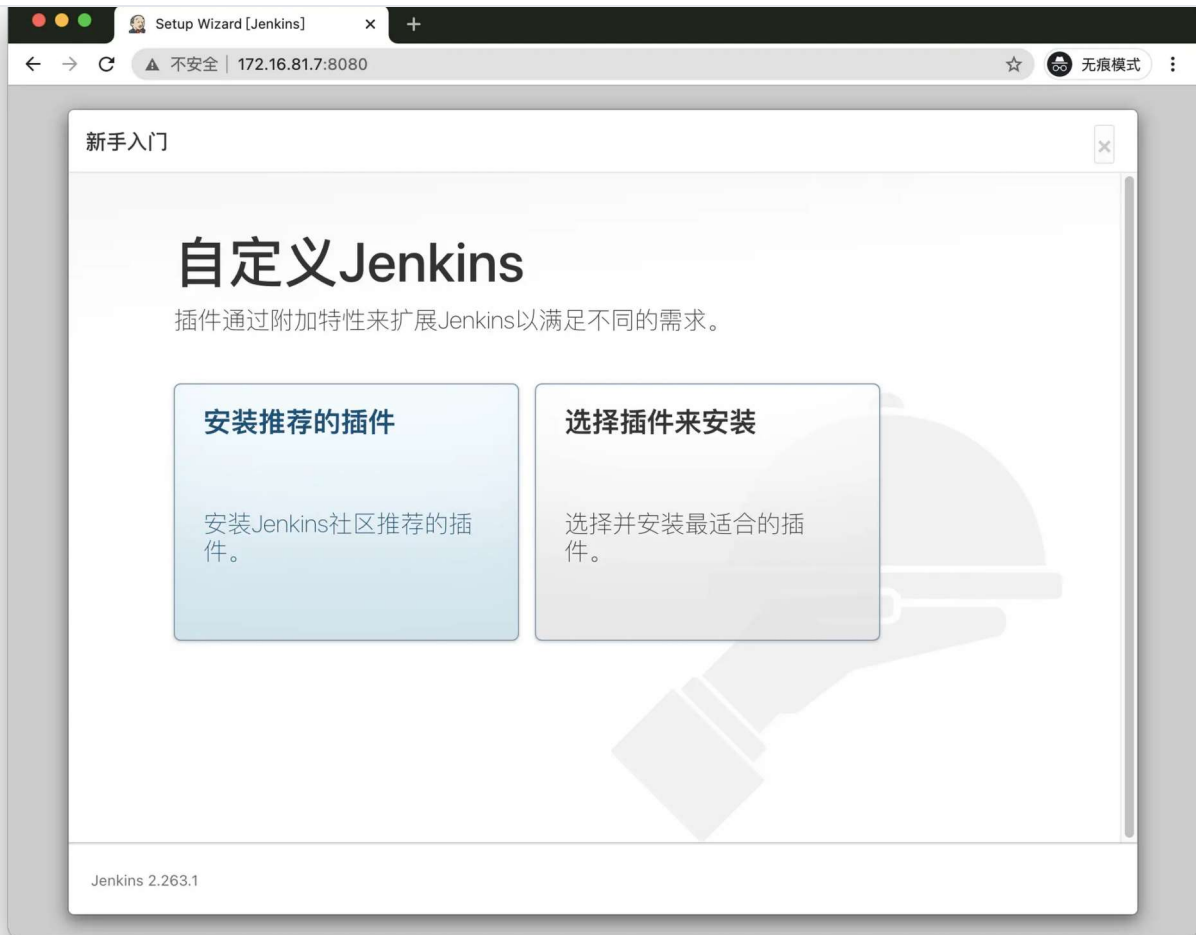 Setup Wizard [Jenkins]
不安全 | 172.16.81.7:8080
无痕模式
新手入门
自定义Jenkins
插件通过附加特性来扩展Jenkins以满足不同的需求。
安装推荐的插件
安装Jenkins社区推荐的插
件。
选择插件来安装
选择并安装最适合的插
件。
Jenkins 2.263.1